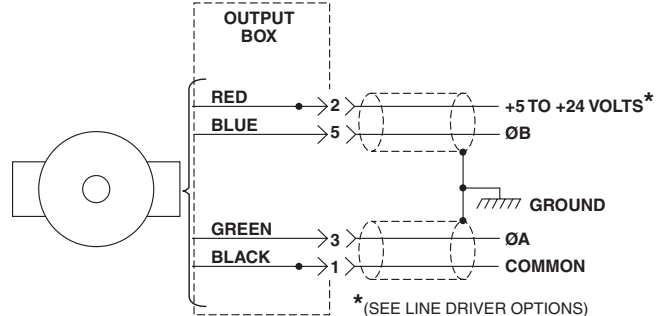 OUTPUT
BOX
RED
2
+5 TO +24 VOLTS*
BLUE
5
ØB
GROUND
GREEN
3
ØA
BLACK
1
COMMON
*(SEE LINE DRIVER OPTIONS)